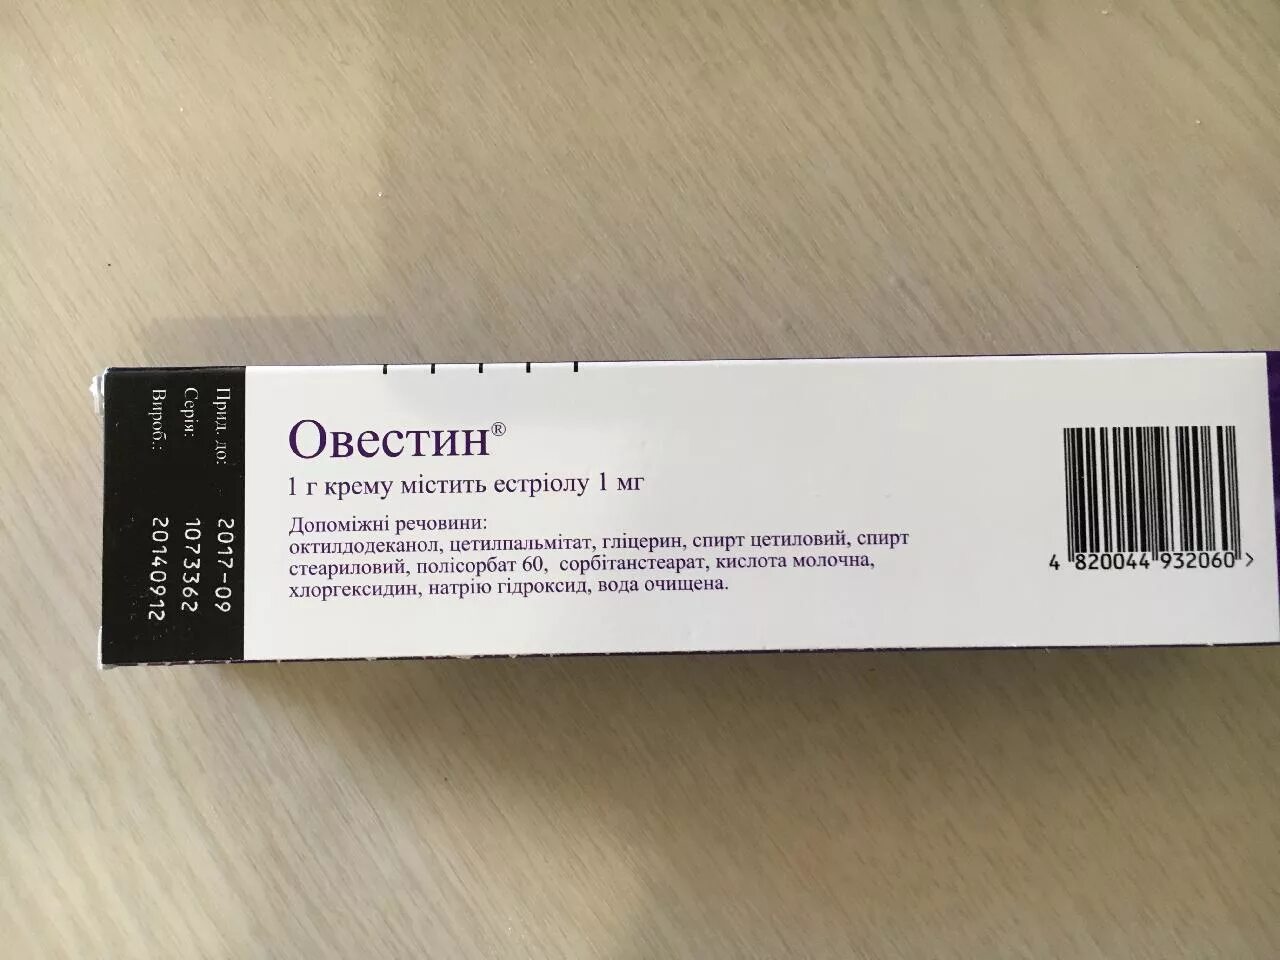 Прид. до: 2017-09
Серія: 1073362
Вироб.: 20140912
Овестин®
1 г крему містить естріолу 1 мг
Допоміжні речовини:
октилдодеканол, цетилпальмітат, гліцерин, спирт цетиловий, спирт
стеариловий, полісорбат 60, сорбітанстеарат, кислота молочна,
хлоргексидин, натрію гідроксид, вода очищена.
4 820044 932060 >